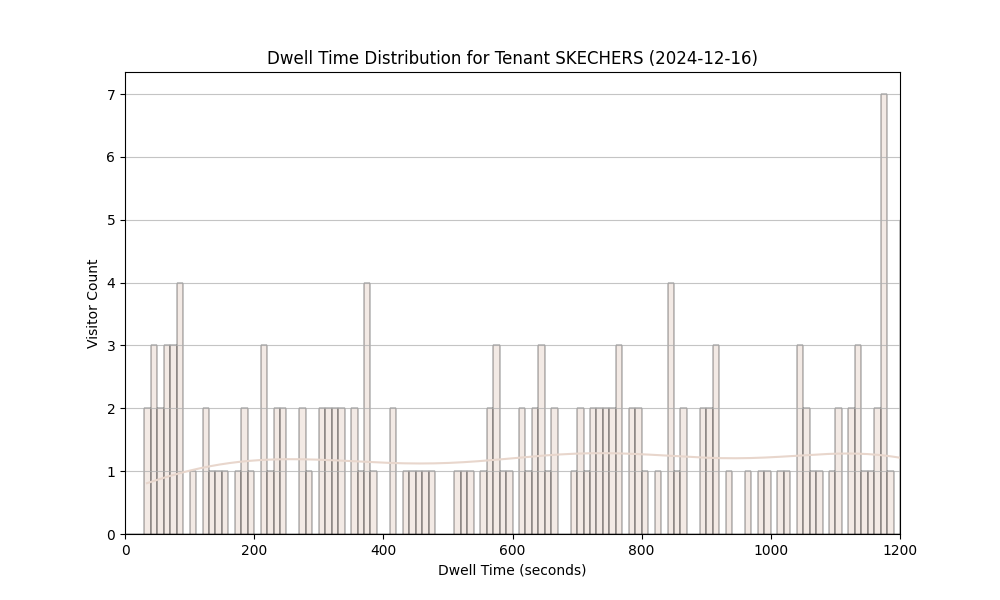 Dwell Time Distribution for Tenant SKECHERS (2024-12-16)
7
6
5
4
3
2
1
0
Visitor Count
0 200 400 600 800 1000 1200
Dwell Time (seconds)